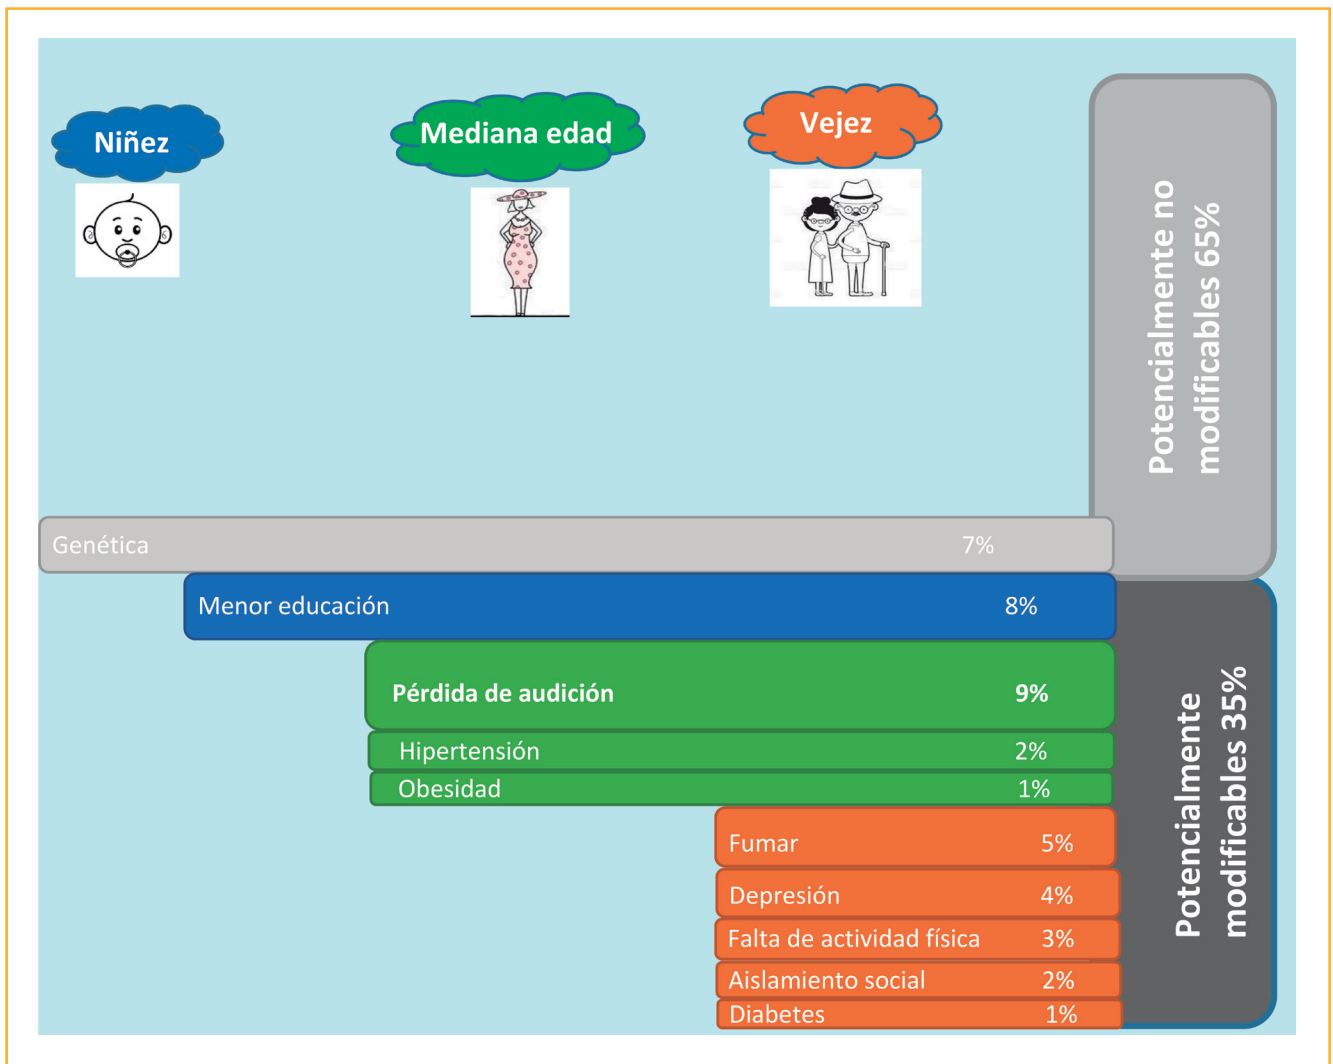 Niñez
Mediana edad
Vejez
Potencialmente no
modificables 65%
Genética 7%
Menor educación 8%
Pérdida de audición 9%
Hipertensión 2%
Obesidad 1%
Fumar 5%
Depresión 4%
Falta de actividad física 3%
Aislamiento social 2%
Diabetes 1%
Potencialmente
modificables 35%